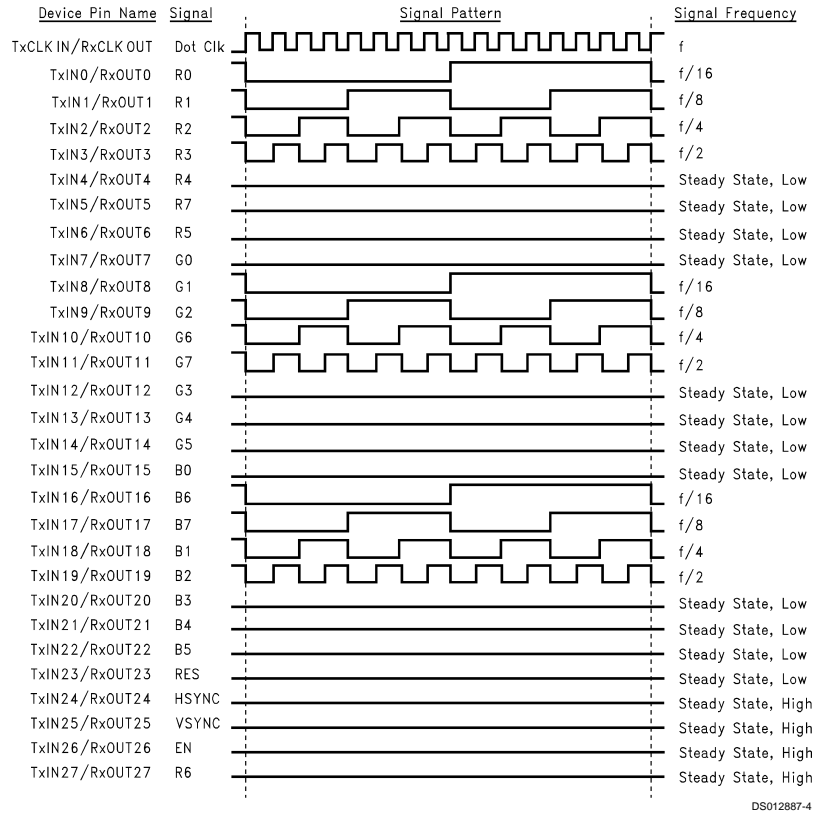 Device Pin Name Signal Signal Pattern Signal Frequency
TxCLK IN/RxCLK OUT Dot Clk f
TxIN0/RxOUT0 R0 f/16
TxIN1/RxOUT1 R1 f/8
TxIN2/RxOUT2 R2 f/4
TxIN3/RxOUT3 R3 f/2
TxIN4/RxOUT4 R4 Steady State, Low
TxIN5/RxOUT5 R7 Steady State, Low
TxIN6/RxOUT6 R5 Steady State, Low
TxIN7/RxOUT7 G0 Steady State, Low
TxIN8/RxOUT8 G1 f/16
TxIN9/RxOUT9 G2 f/8
TxIN10/RxOUT10 G6 f/4
TxIN11/RxOUT11 G7 f/2
TxIN12/RxOUT12 G3 Steady State, Low
TxIN13/RxOUT13 G4 Steady State, Low
TxIN14/RxOUT14 G5 Steady State, Low
TxIN15/RxOUT15 B0 Steady State, Low
TxIN16/RxOUT16 B6 f/16
TxIN17/RxOUT17 B7 f/8
TxIN18/RxOUT18 B1 f/4
TxIN19/RxOUT19 B2 f/2
TxIN20/RxOUT20 B3 Steady State, Low
TxIN21/RxOUT21 B4 Steady State, Low
TxIN22/RxOUT22 B5 Steady State, Low
TxIN23/RxOUT23 RES Steady State, Low
TxIN24/RxOUT24 HSYNC Steady State, High
TxIN25/RxOUT25 VSYNC Steady State, High
TxIN26/RxOUT26 EN Steady State, High
TxIN27/RxOUT27 R6 Steady State, High
DS012887-4